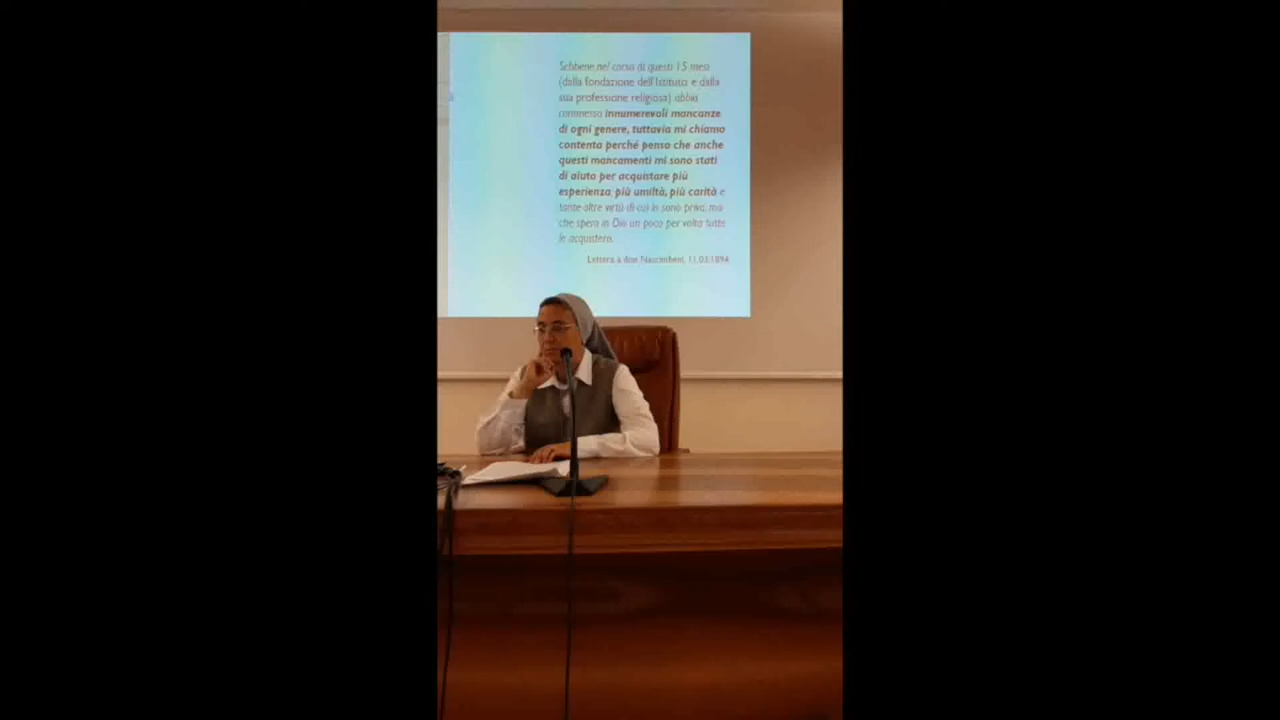 Sebbene nel corso di questi 15 mesi
(dalla fondazione dell'Istituto e dalla
sua professione religiosa) abbia
commesso innumerevoli mancanze
di ogni genere, tuttavia mi chiamo
contenta perché penso che anche
questi mancamenti mi sono stati
di aiuto per acquistare più
esperienza, più umiltà, più carità e
tante altre virtù di cui io sono priva, ma
che spero in Dio un poco per volta tutte
le acquisterò.
Lettera a don Nascimbeni, 11.03.1894